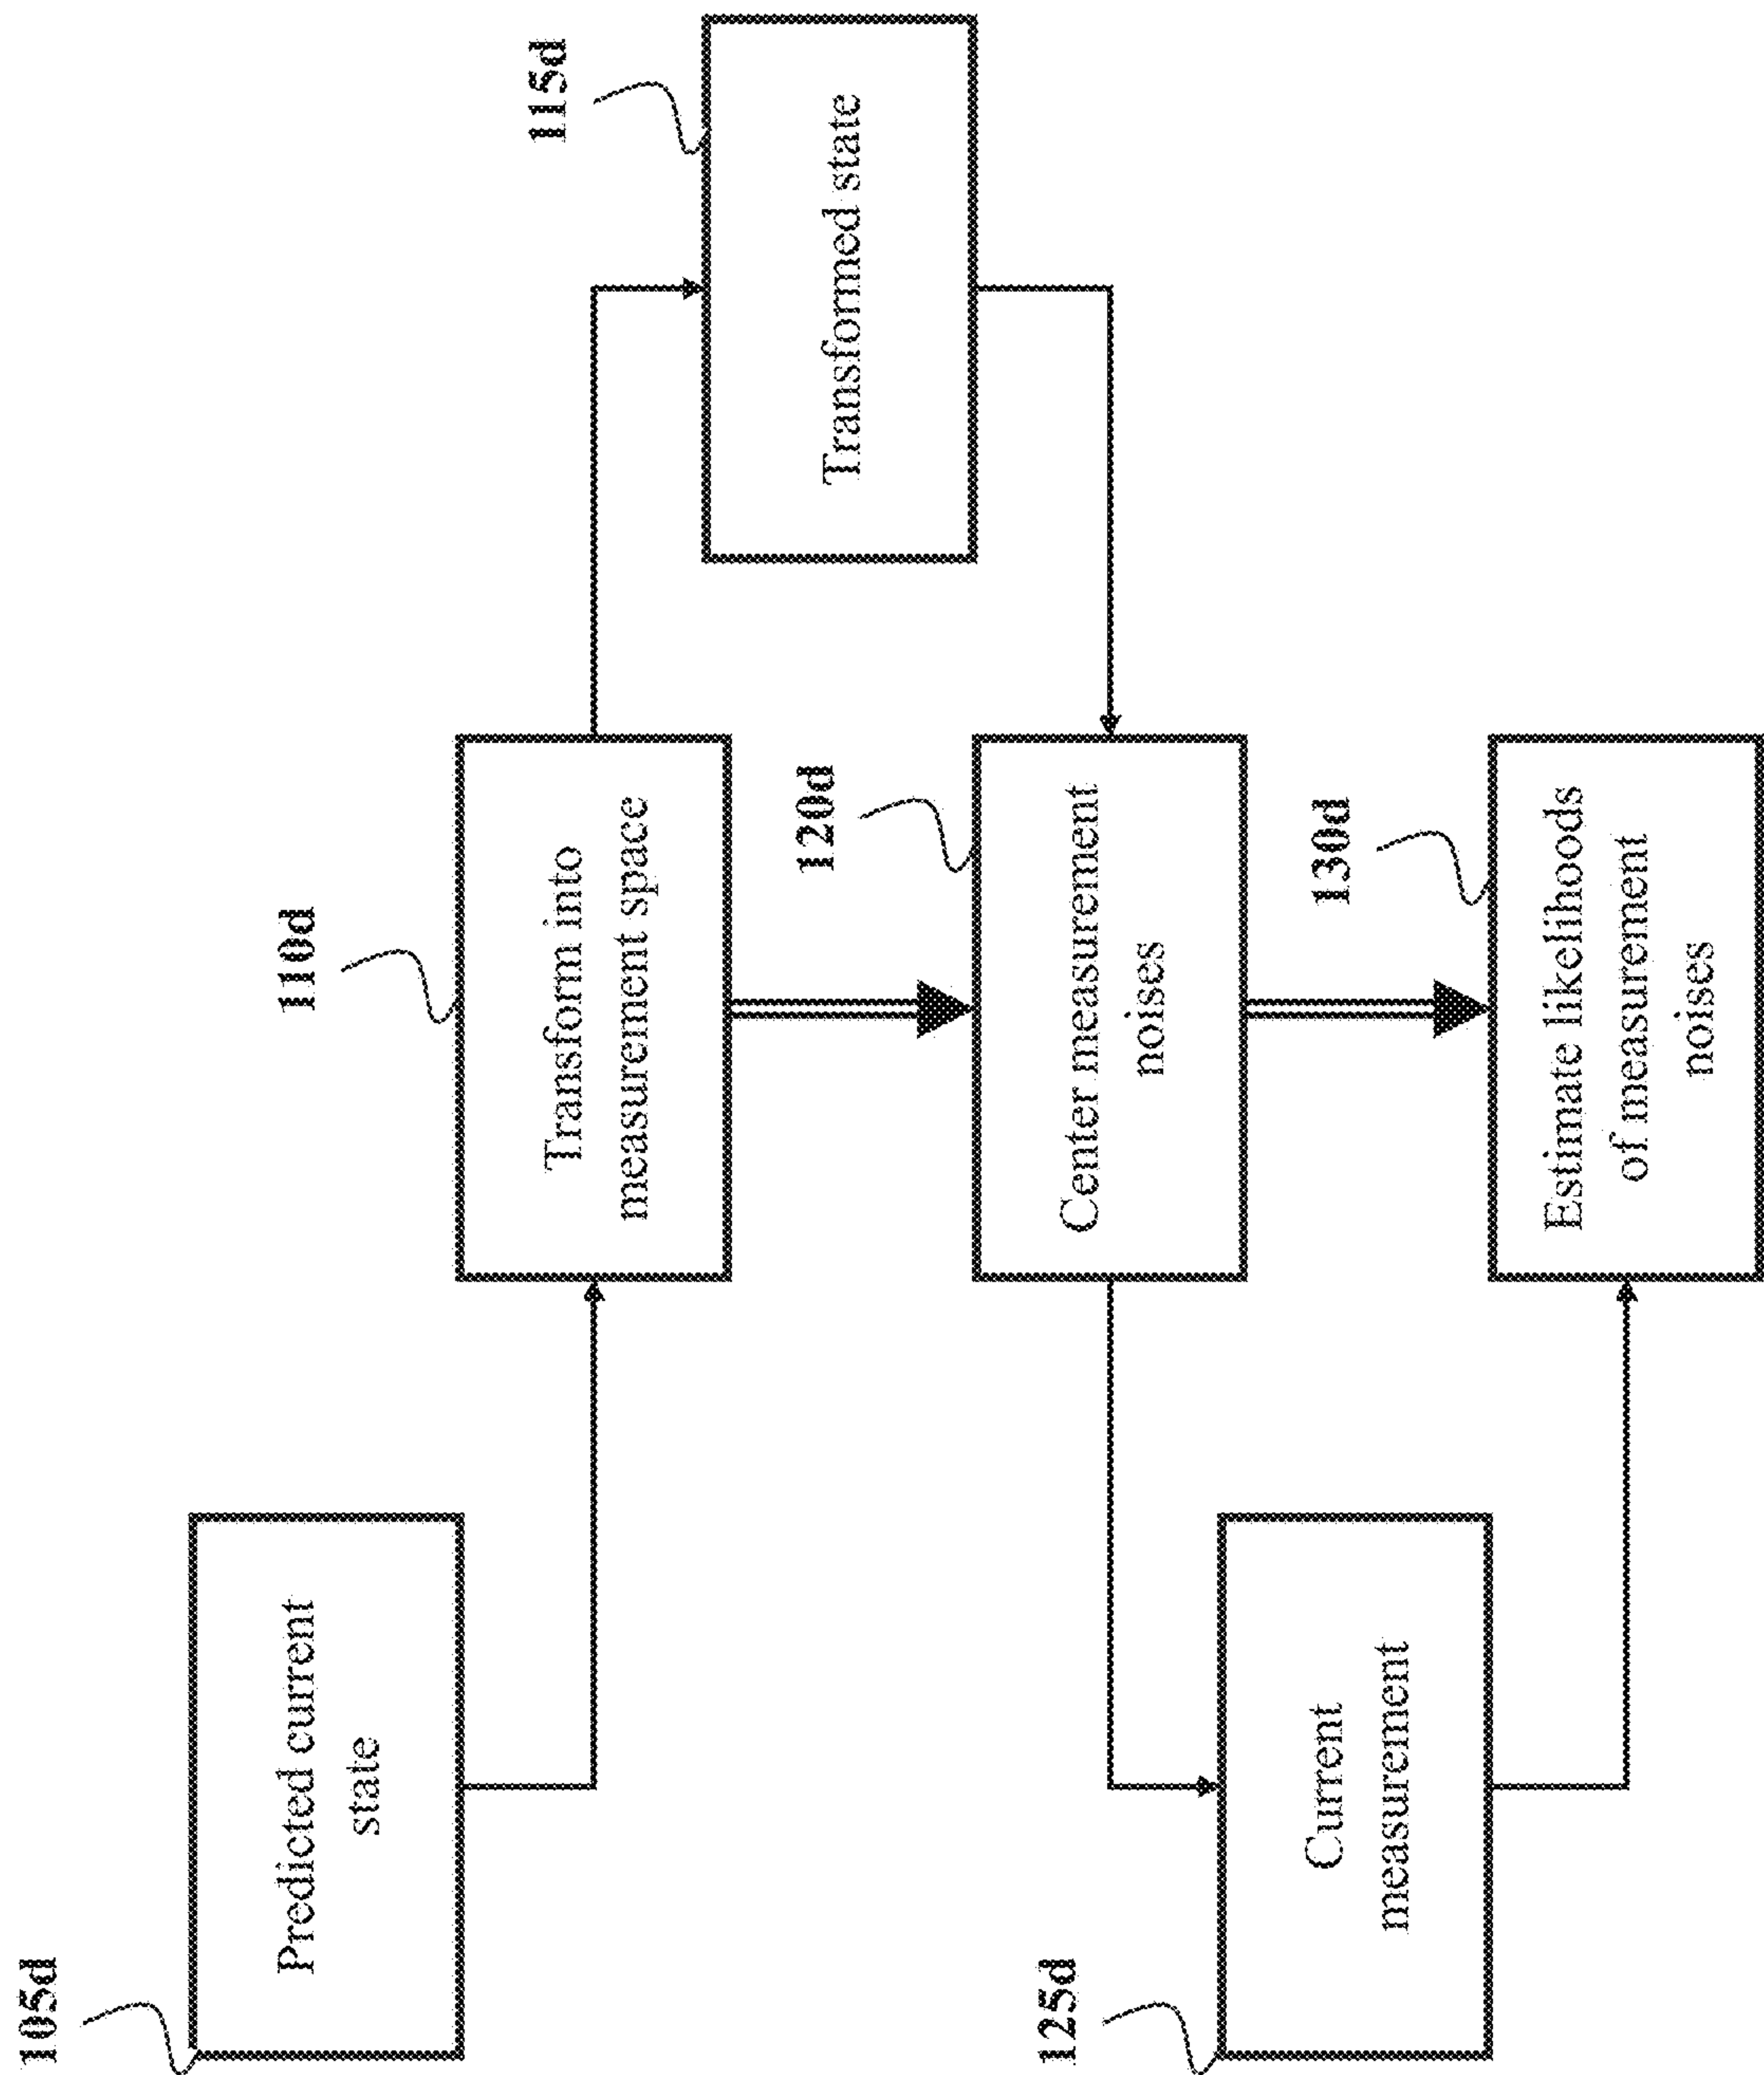 105d
Predicted current
state
110d
Transform into
measurement space
115d
Transformed state
120d
Center measurement
noises
125d
Current
measurement
130d
Estimate likelihoods
of measurement
noises